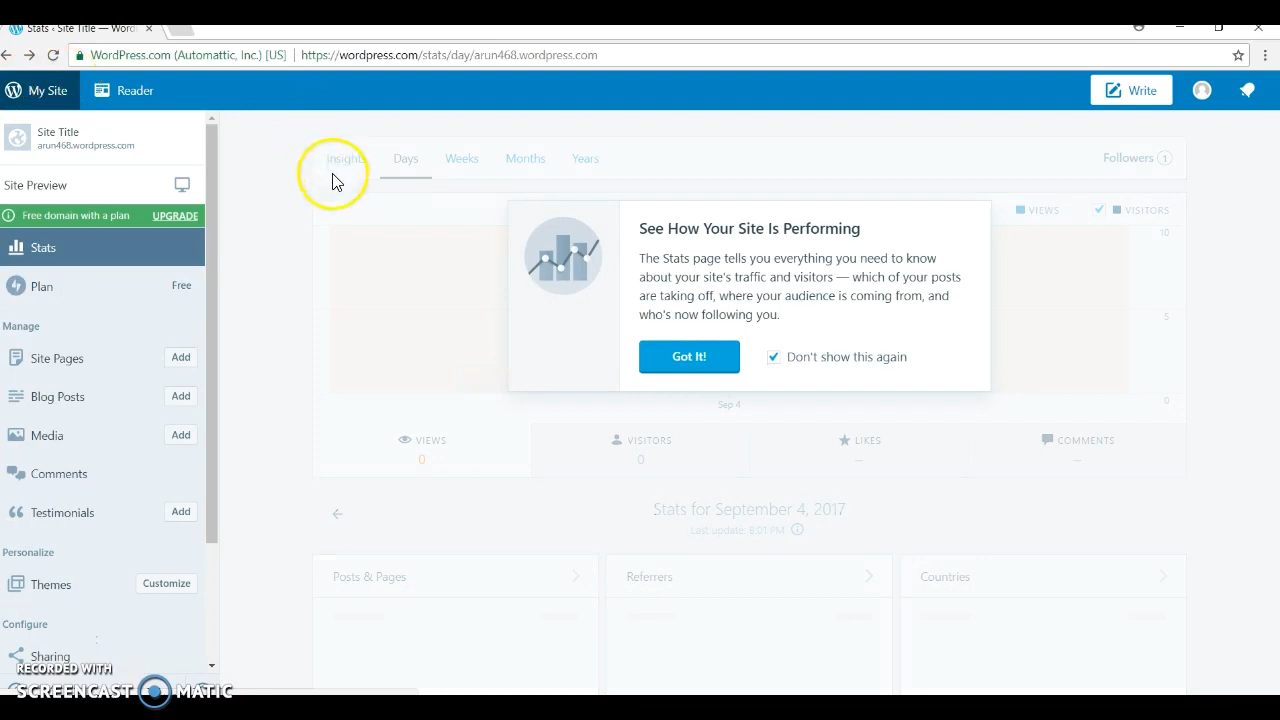 Stats ‹ Site Title — Word
WordPress.com (Automattic, Inc.) [US] https://wordpress.com/stats/day/arun468.wordpress.com
My Site Reader Write
Site Title
arun468.wordpress.com
Site Preview
Free domain with a plan UPGRADE
Stats
Plan Free
Manage
Site Pages Add
Blog Posts Add
Media Add
Comments
Testimonials Add
Personalize
Themes Customize
Configure
Sharing
Insights Days Weeks Months Years Followers 1
VIEWS VISITORS
10
5
0
See How Your Site Is Performing
The Stats page tells you everything you need to know
about your site's traffic and visitors — which of your posts
are taking off, where your audience is coming from, and
who's now following you.
Got It! Don't show this again
Sep 4
VIEWS VISITORS LIKES COMMENTS
0 0 — —
Stats for September 4, 2017
Last update: 8:01 PM
Posts & Pages Referrers Countries
RECORDED WITH
SCREENCAST MATIC